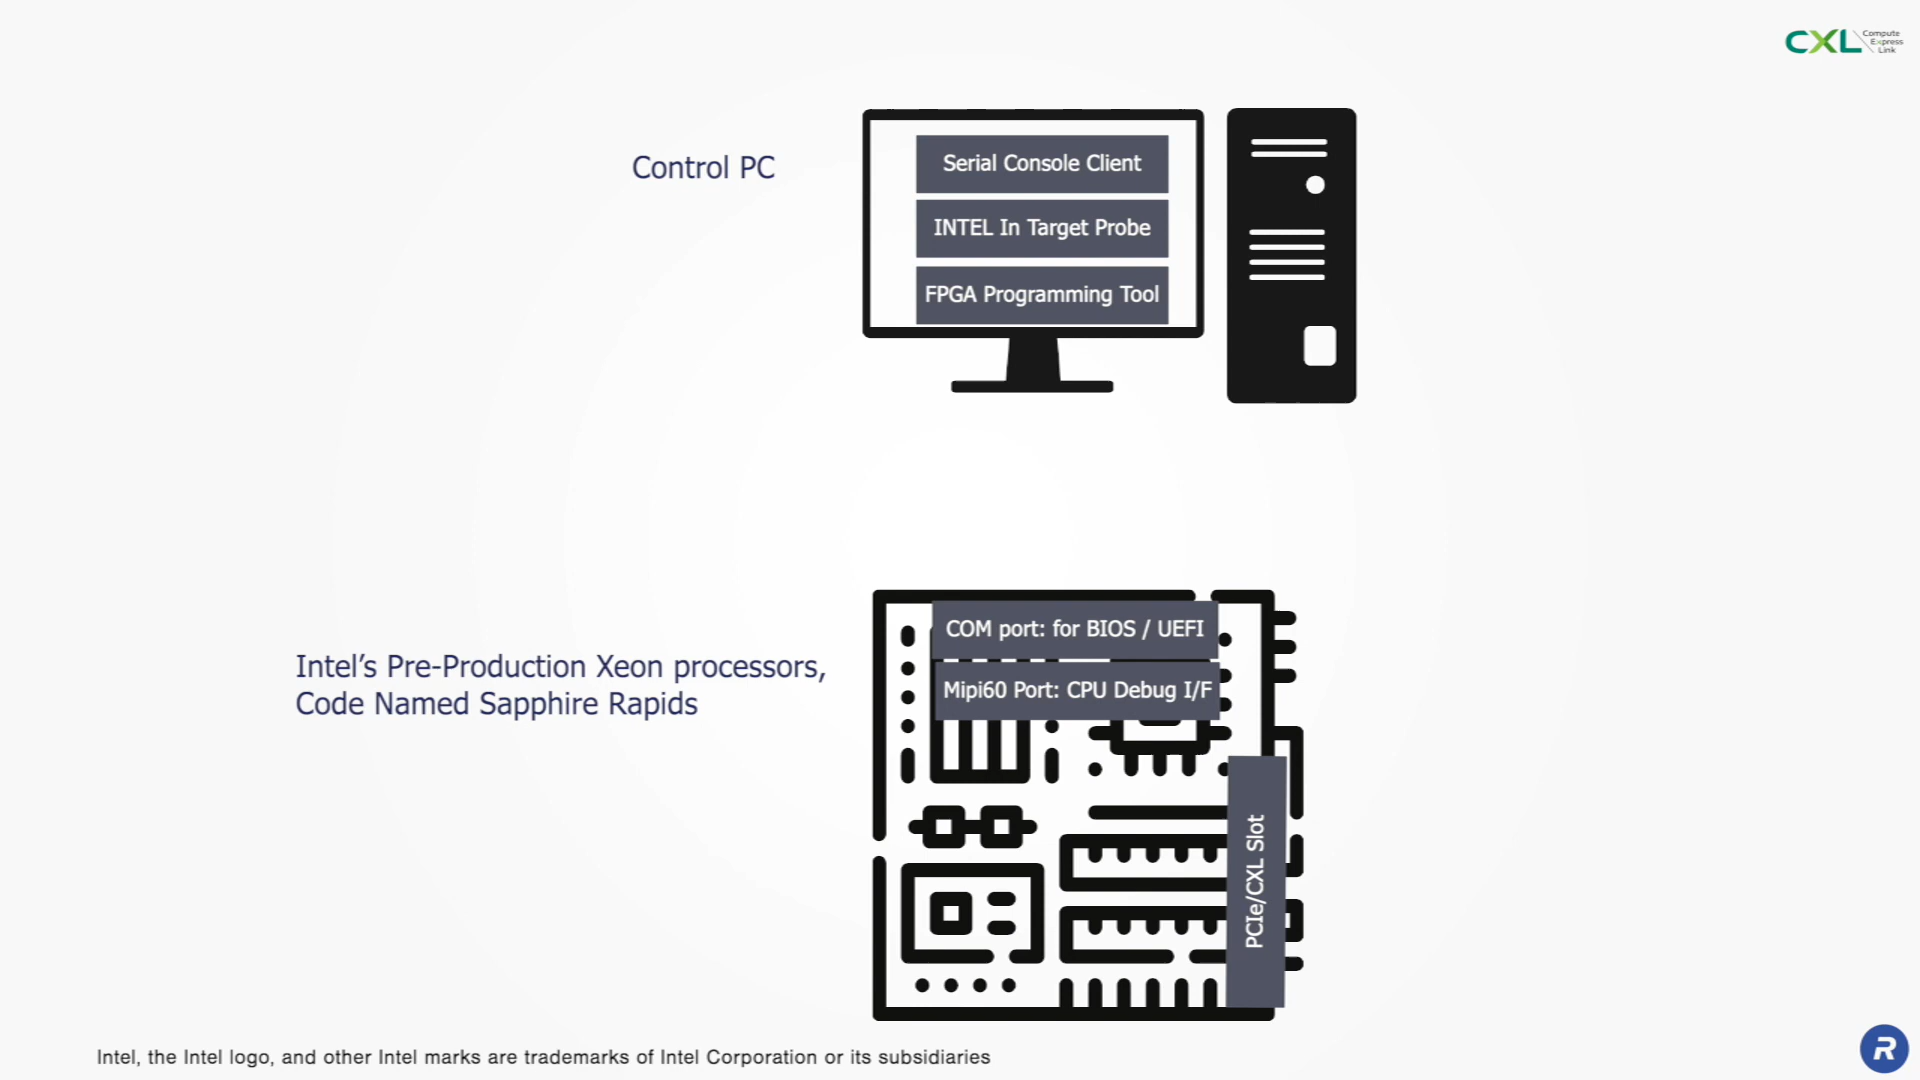 CXL
Compute
Express
Link
Control PC
Serial Console Client
INTEL In Target Probe
FPGA Programming Tool
COM port: for BIOS / UEFI
Mipi60 Port: CPU Debug I/F
Intel’s Pre-Production Xeon processors,
Code Named Sapphire Rapids
PCIe/CXL Slot
Intel, the Intel logo, and other Intel marks are trademarks of Intel Corporation or its subsidiaries
R